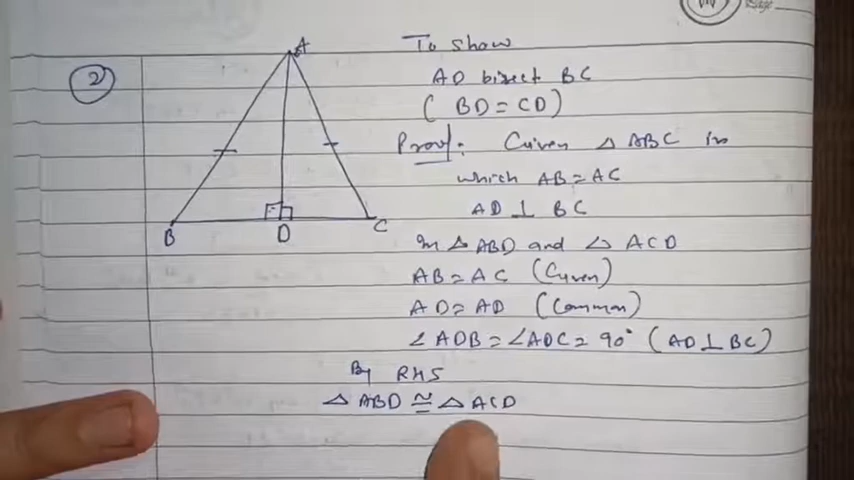 Page
2
A
B
D
C
To show
AD bisect BC
( BD = CD )
Proof : Given △ ABC in
which AB = AC
AD ⊥ BC
In △ ABD and △ ACD
AB = AC (Given)
AD = AD (Common)
∠ ADB = ∠ADC = 90° ( AD ⊥ BC )
By RHS
△ ABD ≅ △ ACD